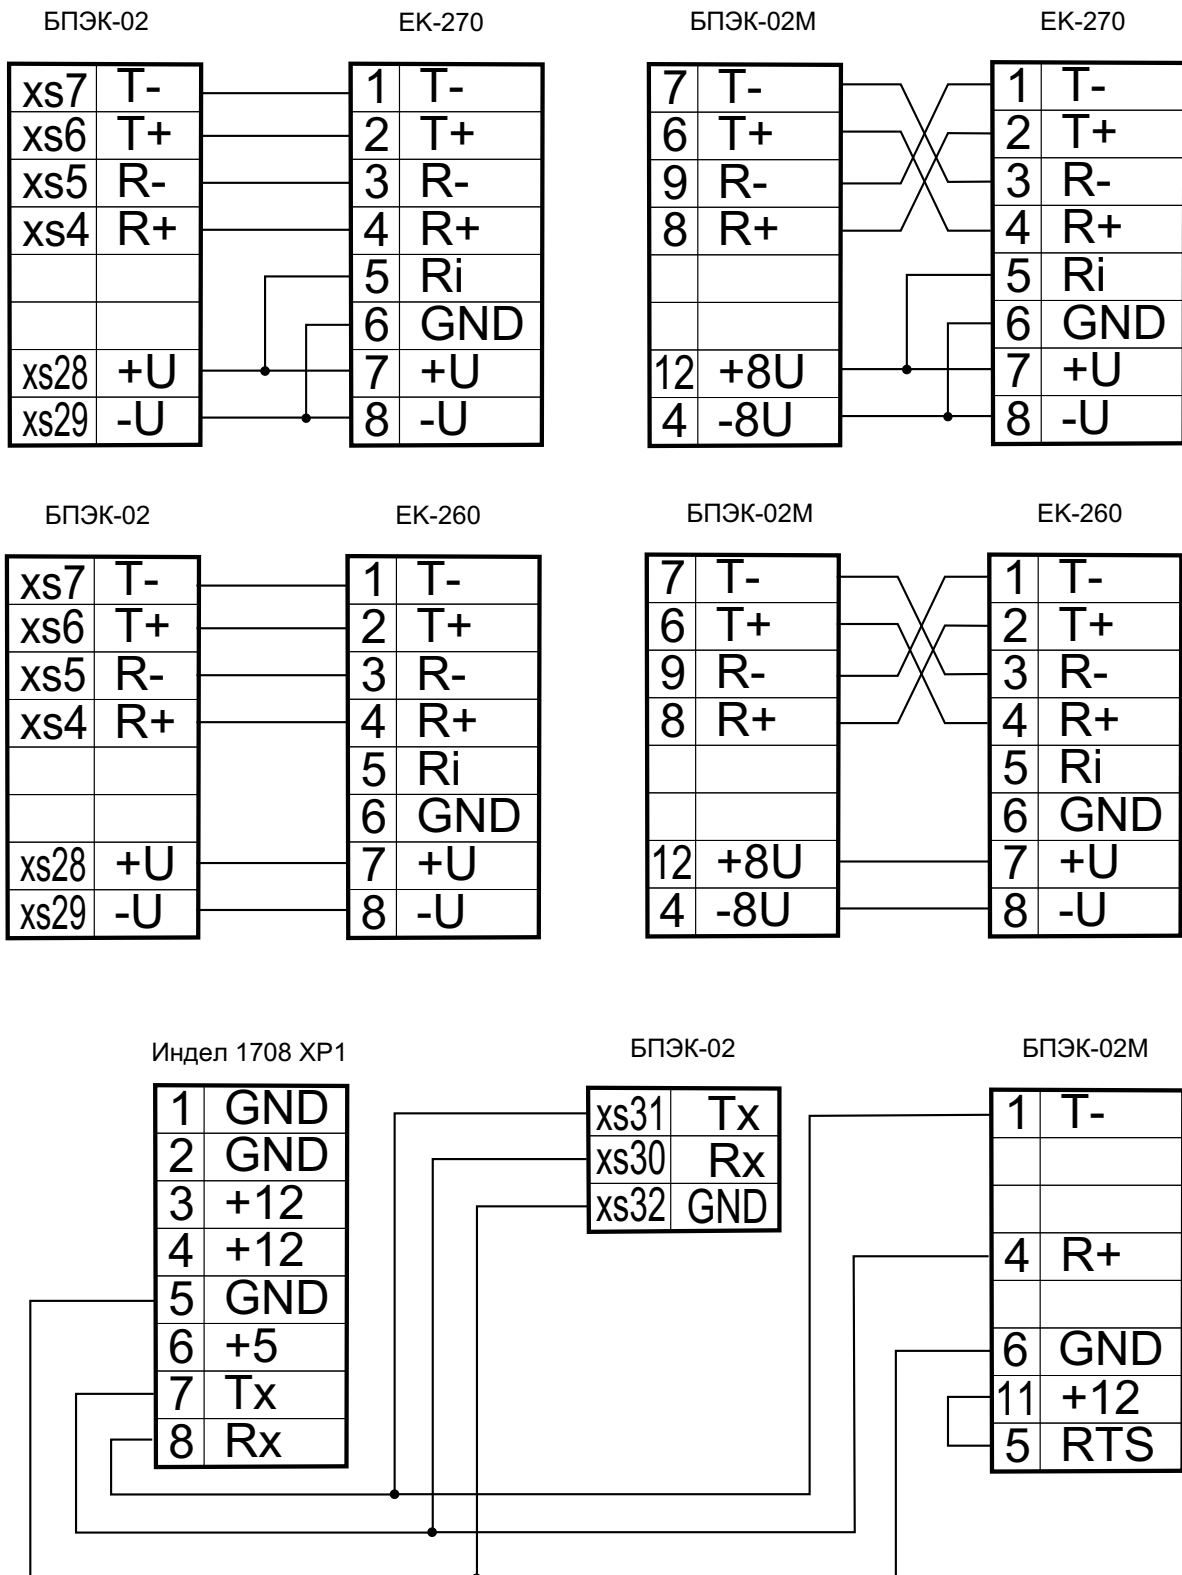 БПЭК-02 EK-270 БПЭК-02М EK-270
xs7 T- 1 T- 7 T- 1 T-
xs6 T+ 2 T+ 6 T+ 2 T+
xs5 R- 3 R- 9 R- 3 R-
xs4 R+ 4 R+ 8 R+ 4 R+
5 Ri 5 Ri
6 GND 6 GND
xs28 +U 7 +U 12 +8U 7 +U
xs29 -U 8 -U 4 -8U 8 -U
БПЭК-02 EK-260 БПЭК-02М EK-260
xs7 T- 1 T- 7 T- 1 T-
xs6 T+ 2 T+ 6 T+ 2 T+
xs5 R- 3 R- 9 R- 3 R-
xs4 R+ 4 R+ 8 R+ 4 R+
5 Ri 5 Ri
6 GND 6 GND
xs28 +U 7 +U 12 +8U 7 +U
xs29 -U 8 -U 4 -8U 8 -U
Индел 1708 XP1 БПЭК-02 БПЭК-02М
1 GND xs31 Tx 1 T-
2 GND xs30 Rx
3 +12 xs32 GND
4 +12 4 R+
5 GND
6 +5 6 GND
7 Tx 11 +12
8 Rx 5 RTS